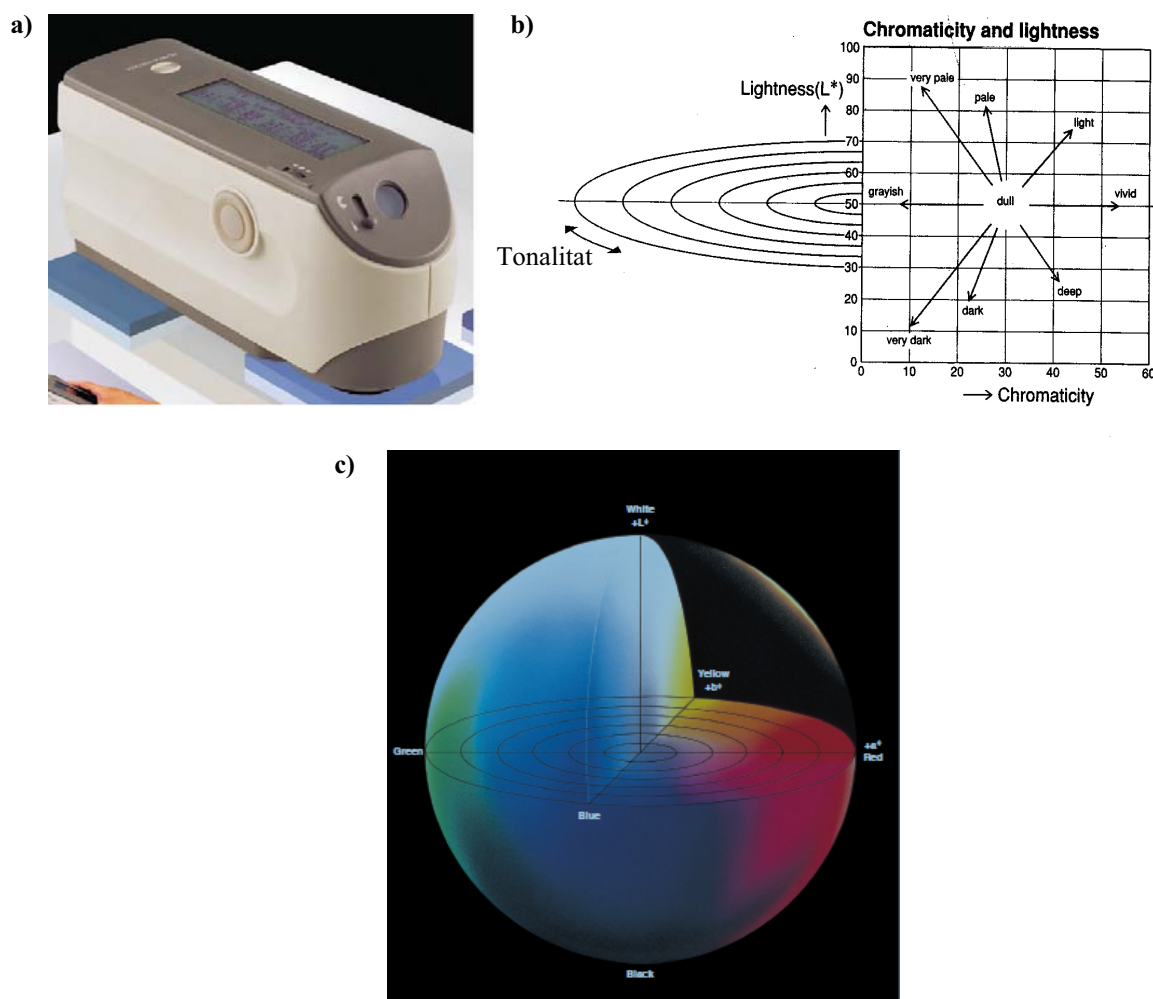 a)
b)
Chromaticity and lightness
100
90
80
70
60
50
40
30
20
10
0
Lightness(L*)
very pale
pale
light
grayish
dull
vivid
Tonalitat
deep
dark
very dark
0
10
20
30
40
50
60
→ Chromaticity
c)
White
+L*
Yellow
+b*
Green
+a*
Red
Blue
Black